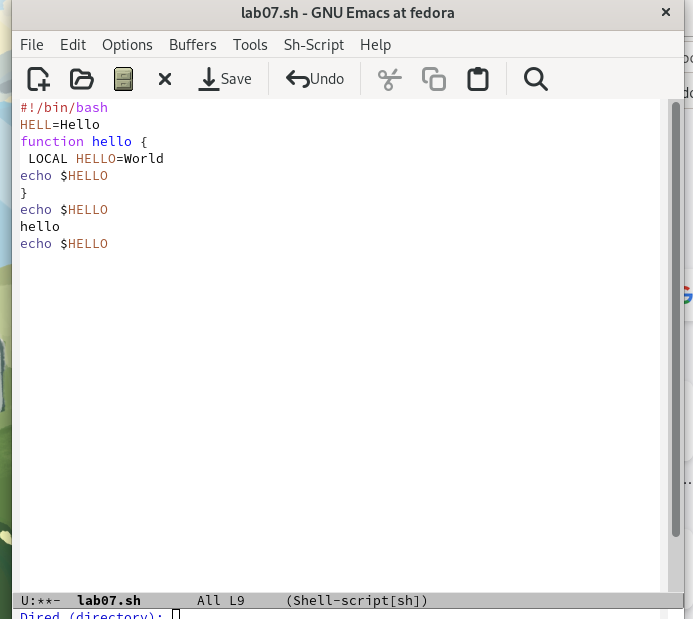 lab07.sh - GNU Emacs at fedora
File Edit Options Buffers Tools Sh-Script Help
Save Undo
#!/bin/bash
HELL=Hello
function hello {
 LOCAL HELLO=World
echo $HELLO
}
echo $HELLO
hello
echo $HELLO
U:**- lab07.sh All L9 (Shell-script[sh])
Dired (directory):